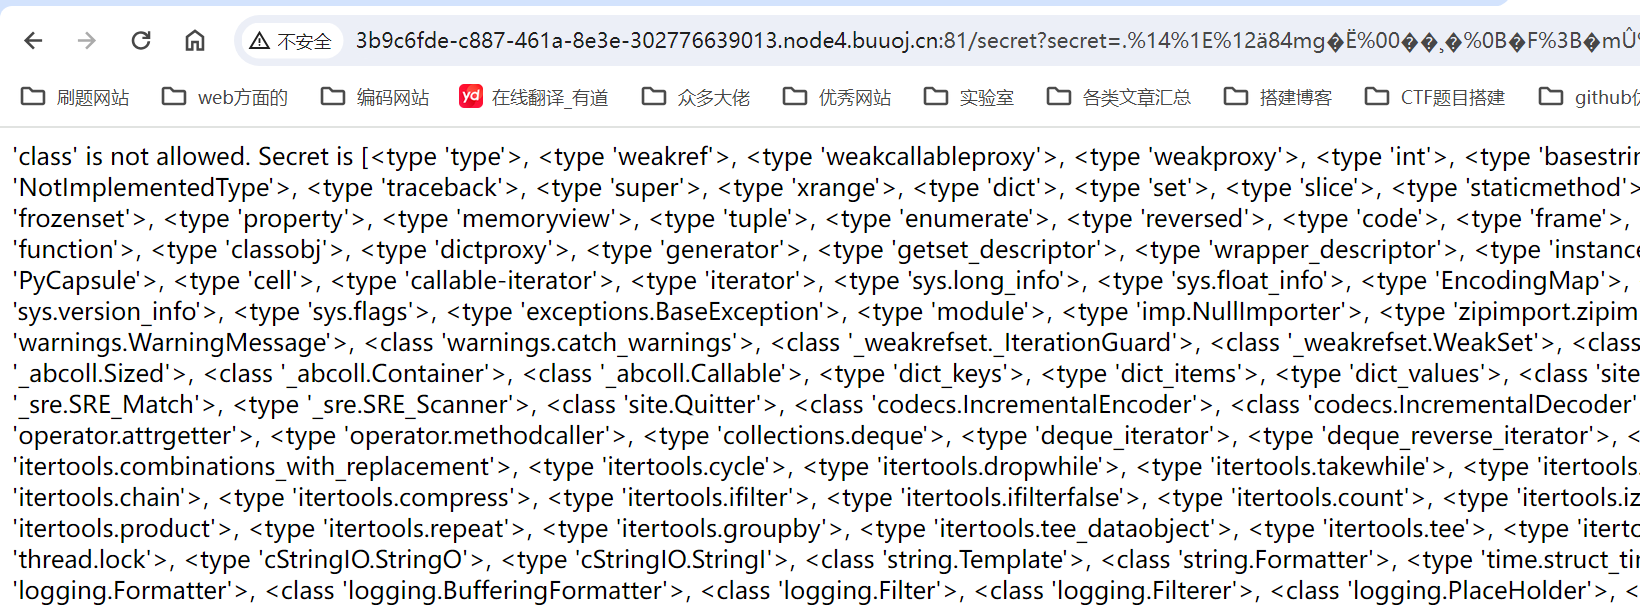 不安全 3b9c6fde-c887-461a-8e3e-302776639013.node4.buuoj.cn:81/secret?secret=.%14%1E%12ä84mg�Ë%00��¸�%0B�F%3B�mÛ
刷题网站 web方面的 编码网站 yd 在线翻译_有道 众多大佬 优秀网站 实验室 各类文章汇总 搭建博客 CTF题目搭建 github
'class' is not allowed. Secret is [<type 'type'>, <type 'weakref'>, <type 'weakcallableproxy'>, <type 'weakproxy'>, <type 'int'>, <type 'basestrin
'NotImplementedType'>, <type 'traceback'>, <type 'super'>, <type 'xrange'>, <type 'dict'>, <type 'set'>, <type 'slice'>, <type 'staticmethod'>
'frozenset'>, <type 'property'>, <type 'memoryview'>, <type 'tuple'>, <type 'enumerate'>, <type 'reversed'>, <type 'code'>, <type 'frame'>,
'function'>, <type 'classobj'>, <type 'dictproxy'>, <type 'generator'>, <type 'getset_descriptor'>, <type 'wrapper_descriptor'>, <type 'instance
'PyCapsule'>, <type 'cell'>, <type 'callable-iterator'>, <type 'iterator'>, <type 'sys.long_info'>, <type 'sys.float_info'>, <type 'EncodingMap'>,
'sys.version_info'>, <type 'sys.flags'>, <type 'exceptions.BaseException'>, <type 'module'>, <type 'imp.NullImporter'>, <type 'zipimport.zipim
'warnings.WarningMessage'>, <class 'warnings.catch_warnings'>, <class '_weakrefset._IterationGuard'>, <class '_weakrefset.WeakSet'>, <class
'_abcoll.Sized'>, <class '_abcoll.Container'>, <class '_abcoll.Callable'>, <type 'dict_keys'>, <type 'dict_items'>, <type 'dict_values'>, <class 'site
'_sre.SRE_Match'>, <type '_sre.SRE_Scanner'>, <class 'site.Quitter'>, <class 'codecs.IncrementalEncoder'>, <class 'codecs.IncrementalDecoder'
'operator.attrgetter'>, <type 'operator.methodcaller'>, <type 'collections.deque'>, <type 'deque_iterator'>, <type 'deque_reverse_iterator'>, <
'itertools.combinations_with_replacement'>, <type 'itertools.cycle'>, <type 'itertools.dropwhile'>, <type 'itertools.takewhile'>, <type 'itertools.
'itertools.chain'>, <type 'itertools.compress'>, <type 'itertools.ifilter'>, <type 'itertools.ifilterfalse'>, <type 'itertools.count'>, <type 'itertools.iz
'itertools.product'>, <type 'itertools.repeat'>, <type 'itertools.groupby'>, <type 'itertools.tee_dataobject'>, <type 'itertools.tee'>, <type 'iterto
'thread.lock'>, <type 'cStringIO.StringO'>, <type 'cStringIO.StringI'>, <class 'string.Template'>, <class 'string.Formatter'>, <type 'time.struct_tim
'logging.Formatter'>, <class 'logging.BufferingFormatter'>, <class 'logging.Filter'>, <class 'logging.Filterer'>, <class 'logging.PlaceHolder'>, <